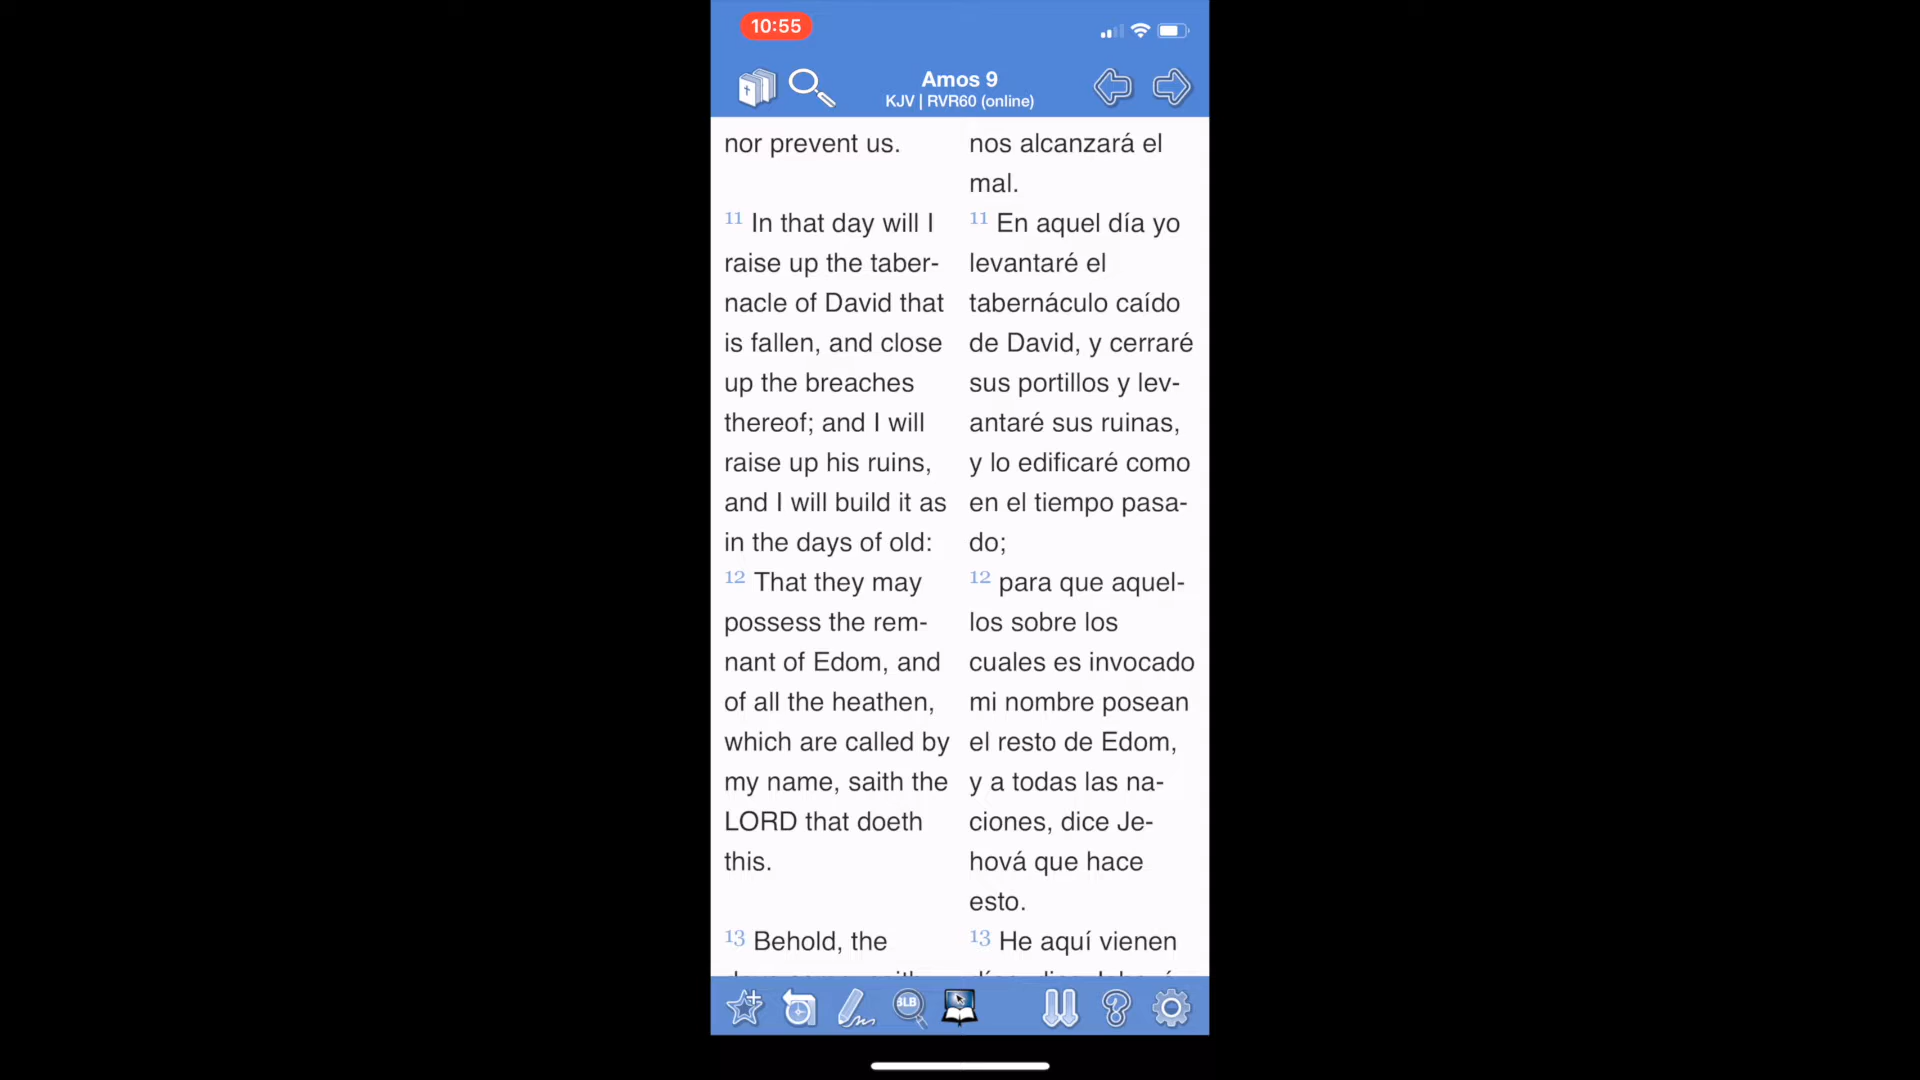 10:55
Amos 9
KJV | RVR60 (online)
nor prevent us.
11 In that day will I
raise up the taber-
nacle of David that
is fallen, and close
up the breaches
thereof; and I will
raise up his ruins,
and I will build it as
in the days of old:
12 That they may
possess the rem-
nant of Edom, and
of all the heathen,
which are called by
my name, saith the
LORD that doeth
this.
13 Behold, the
nos alcanzará el
mal.
11 En aquel día yo
levantaré el
tabernáculo caído
de David, y cerraré
sus portillos y lev-
antaré sus ruinas,
y lo edificaré como
en el tiempo pasa-
do;
12 para que aquel-
los sobre los
cuales es invocado
mi nombre posean
el resto de Edom,
y a todas las na-
ciones, dice Je-
hová que hace
esto.
13 He aquí vienen
BLB